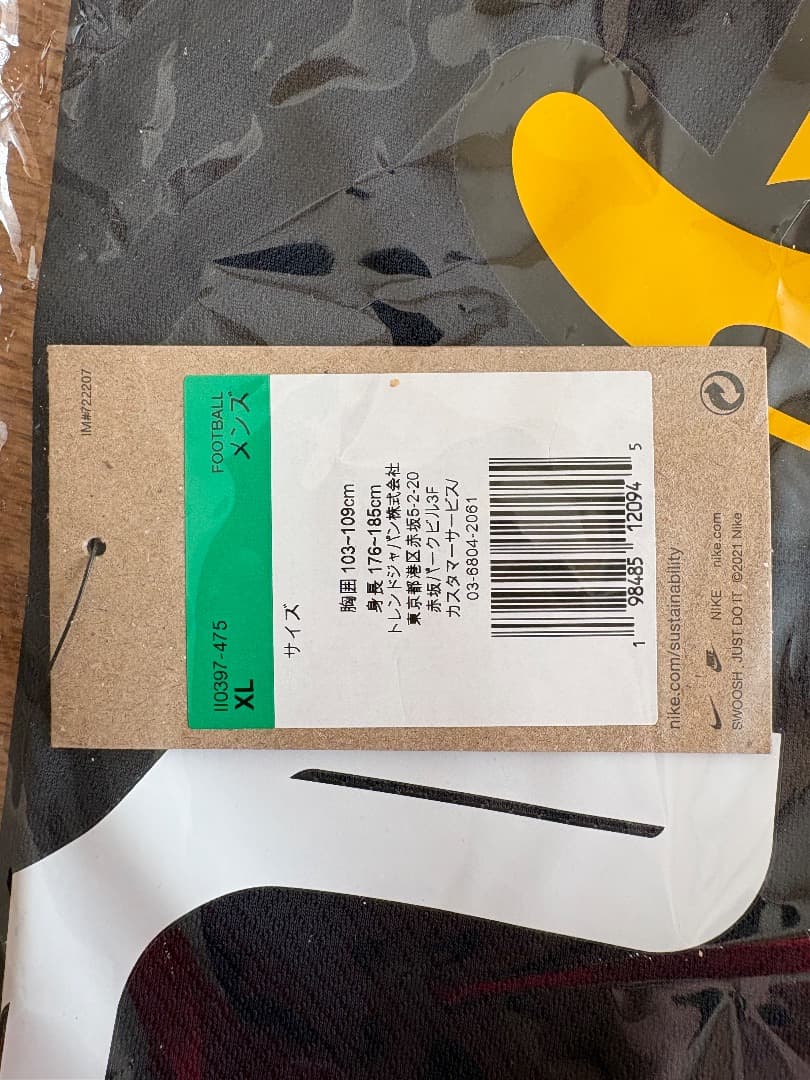 IM#722207
FOOTBALL
メンズ
II0397-475
XL
サイズ
胸囲 103~109cm
身長 176~185cm
トレンドジャパン株式会社
東京都港区赤坂5-2-20
赤坂パークビル3F
カスタマーサービス/
03-6804-2061
1 98485 12094 5
nike.com/sustainability
NIKE nike.com
SWOOSH JUST DO IT ©2021 Nike